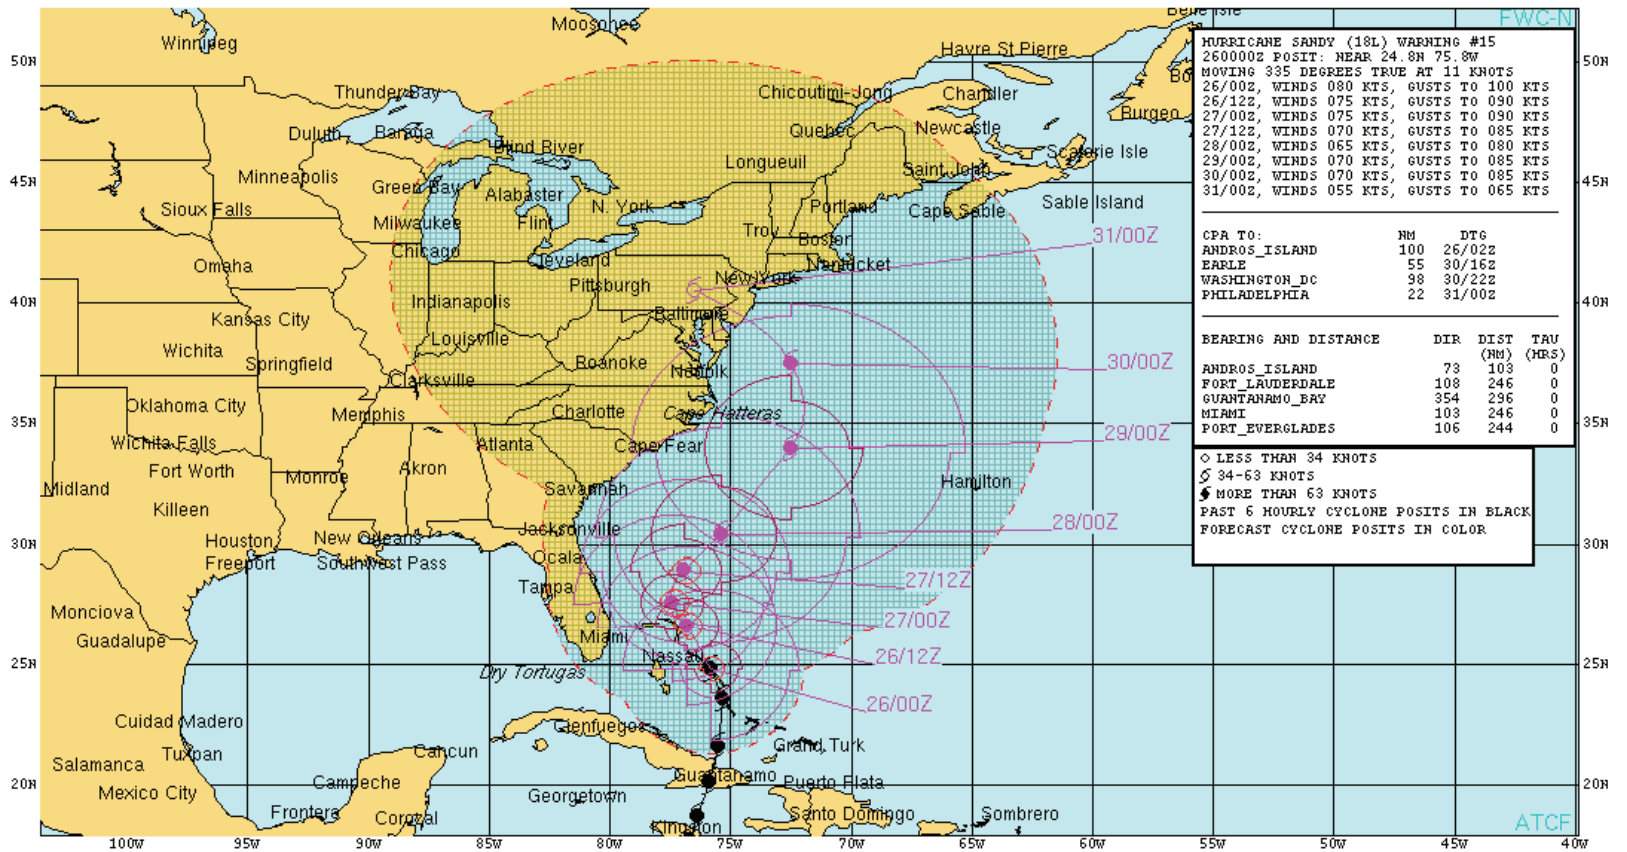 Moosonee
Belle Isle
FWC-N
Winnipeg
Havre St Pierre
50N
50N
Thunder Bay
Chicoutimi-Jong
Chandler
Burgeo
Duluth
Baraga
Quebec
Newcastle
Blind River
Scaterie Isle
Longueuil
Saint John
Minneapolis
Green Bay
Alabaster
45N
45N
Sioux Falls
N. York
Portland
Cape Sable
Sable Island
Milwaukee
Flint
Troy
Boston
31/00Z
Chicago
Cleveland
Nantucket
Omaha
Pittsburgh
New York
40N
40N
Indianapolis
Baltimore
Kansas City
Louisville
Wichita
Springfield
Roanoke
Norfolk
30/00Z
Clarksville
Oklahoma City
Memphis
Charlotte
Cape Hatteras
35N
35N
Wichita Falls
Atlanta
Cape Fear
29/00Z
Fort Worth
Monroe
Akron
Midland
Savannah
Hamilton
Killeen
Jacksonville
28/00Z
Houston
New Orleans
30N
30N
Freeport
Southwest Pass
Ocala
Tampa
27/12Z
Monclova
27/00Z
Guadalupe
Miami
Nassau
26/12Z
25N
25N
Dry Tortugas
26/00Z
Cuidad Madero
Cienfuegos
Tuxpan
Cancun
Grand Turk
Salamanca
Guantanamo
20N
20N
Campeche
Puerto Plata
Mexico City
Georgetown
Frontera
Corozal
Kingston
Santo Domingo
Sombrero
ATCF
100W 95W 90W 85W 80W 75W 70W 65W 60W 55W 50W 45W 40W
HURRICANE SANDY (18L) WARNING #15
260000Z POSIT: NEAR 24.8N 75.8W
MOVING 335 DEGREES TRUE AT 11 KNOTS
26/00Z, WINDS 080 KTS, GUSTS TO 100 KTS
26/12Z, WINDS 075 KTS, GUSTS TO 090 KTS
27/00Z, WINDS 075 KTS, GUSTS TO 090 KTS
27/12Z, WINDS 070 KTS, GUSTS TO 085 KTS
28/00Z, WINDS 065 KTS, GUSTS TO 080 KTS
29/00Z, WINDS 070 KTS, GUSTS TO 085 KTS
30/00Z, WINDS 070 KTS, GUSTS TO 085 KTS
31/00Z, WINDS 055 KTS, GUSTS TO 065 KTS
CPA TO: NM DTG
ANDROS_ISLAND 100 26/02Z
EARLE 55 30/16Z
WASHINGTON_DC 98 30/22Z
PHILADELPHIA 22 31/00Z
BEARING AND DISTANCE DIR DIST TAU
(NM) (HRS)
ANDROS_ISLAND 73 103 0
FORT_LAUDERDALE 108 246 0
GUANTANAMO_BAY 354 296 0
MIAMI 103 246 0
PORT_EVERGLADES 106 244 0
LESS THAN 34 KNOTS
34-63 KNOTS
MORE THAN 63 KNOTS
PAST 6 HOURLY CYCLONE POSITS IN BLACK
FORECAST CYCLONE POSITS IN COLOR